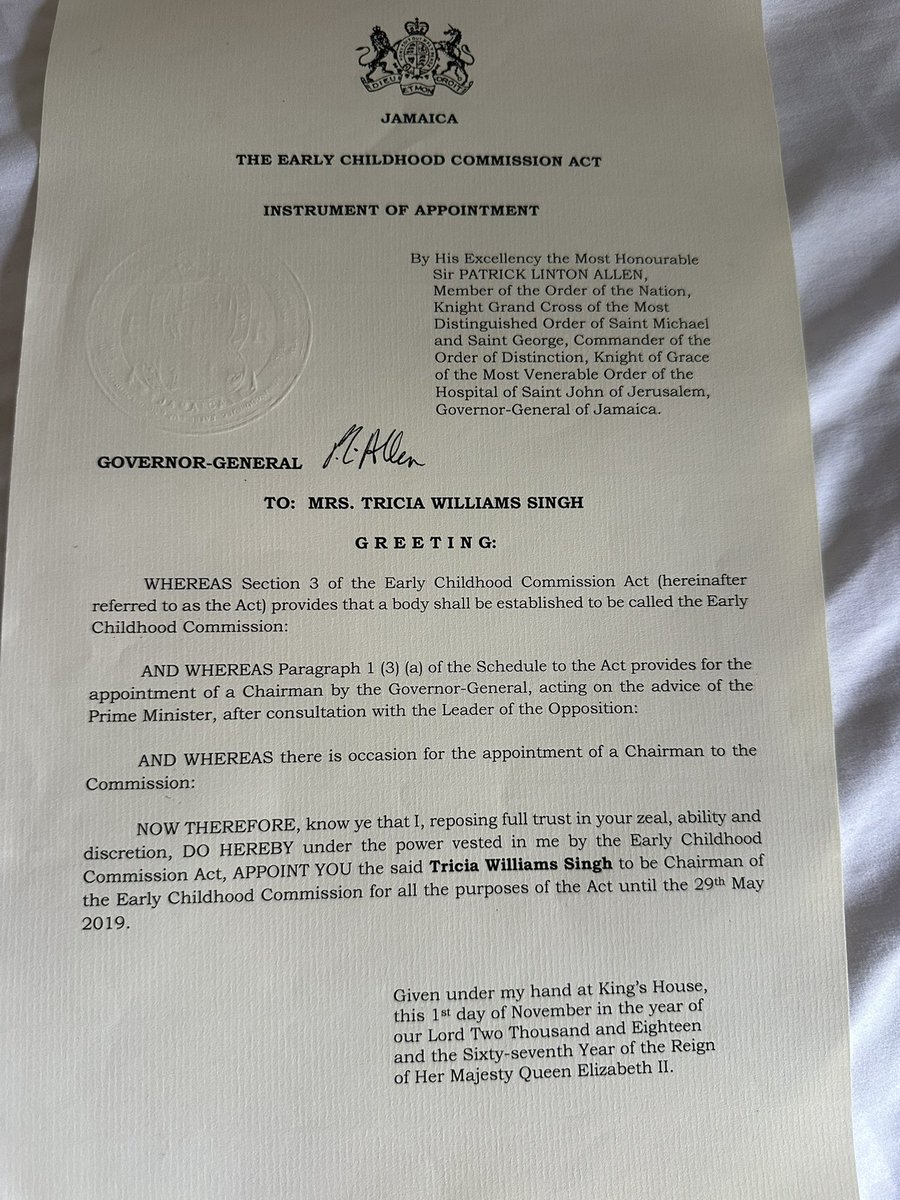 DIEU ET MON DROIT
JAMAICA
THE EARLY CHILDHOOD COMMISSION ACT
INSTRUMENT OF APPOINTMENT
By His Excellency the Most Honourable
Sir PATRICK LINTON ALLEN,
Member of the Order of the Nation,
Knight Grand Cross of the Most
Distinguished Order of Saint Michael
and Saint George, Commander of the
Order of Distinction, Knight of Grace
of the Most Venerable Order of the
Hospital of Saint John of Jerusalem,
Governor-General of Jamaica.
GOVERNOR-GENERAL P. L. Allen
TO: MRS. TRICIA WILLIAMS SINGH
G R E E T I N G:
WHEREAS Section 3 of the Early Childhood Commission Act (hereinafter
referred to as the Act) provides that a body shall be established to be called the Early
Childhood Commission:
AND WHEREAS Paragraph 1 (3) (a) of the Schedule to the Act provides for the
appointment of a Chairman by the Governor-General, acting on the advice of the
Prime Minister, after consultation with the Leader of the Opposition:
AND WHEREAS there is occasion for the appointment of a Chairman to the
Commission:
NOW THEREFORE, know ye that I, reposing full trust in your zeal, ability and
discretion, DO HEREBY under the power vested in me by the Early Childhood
Commission Act, APPOINT YOU the said Tricia Williams Singh to be Chairman of
the Early Childhood Commission for all the purposes of the Act until the 29th May
2019.
Given under my hand at King's House,
this 1st day of November in the year of
our Lord Two Thousand and Eighteen
and the Sixty-seventh Year of the Reign
of Her Majesty Queen Elizabeth II.